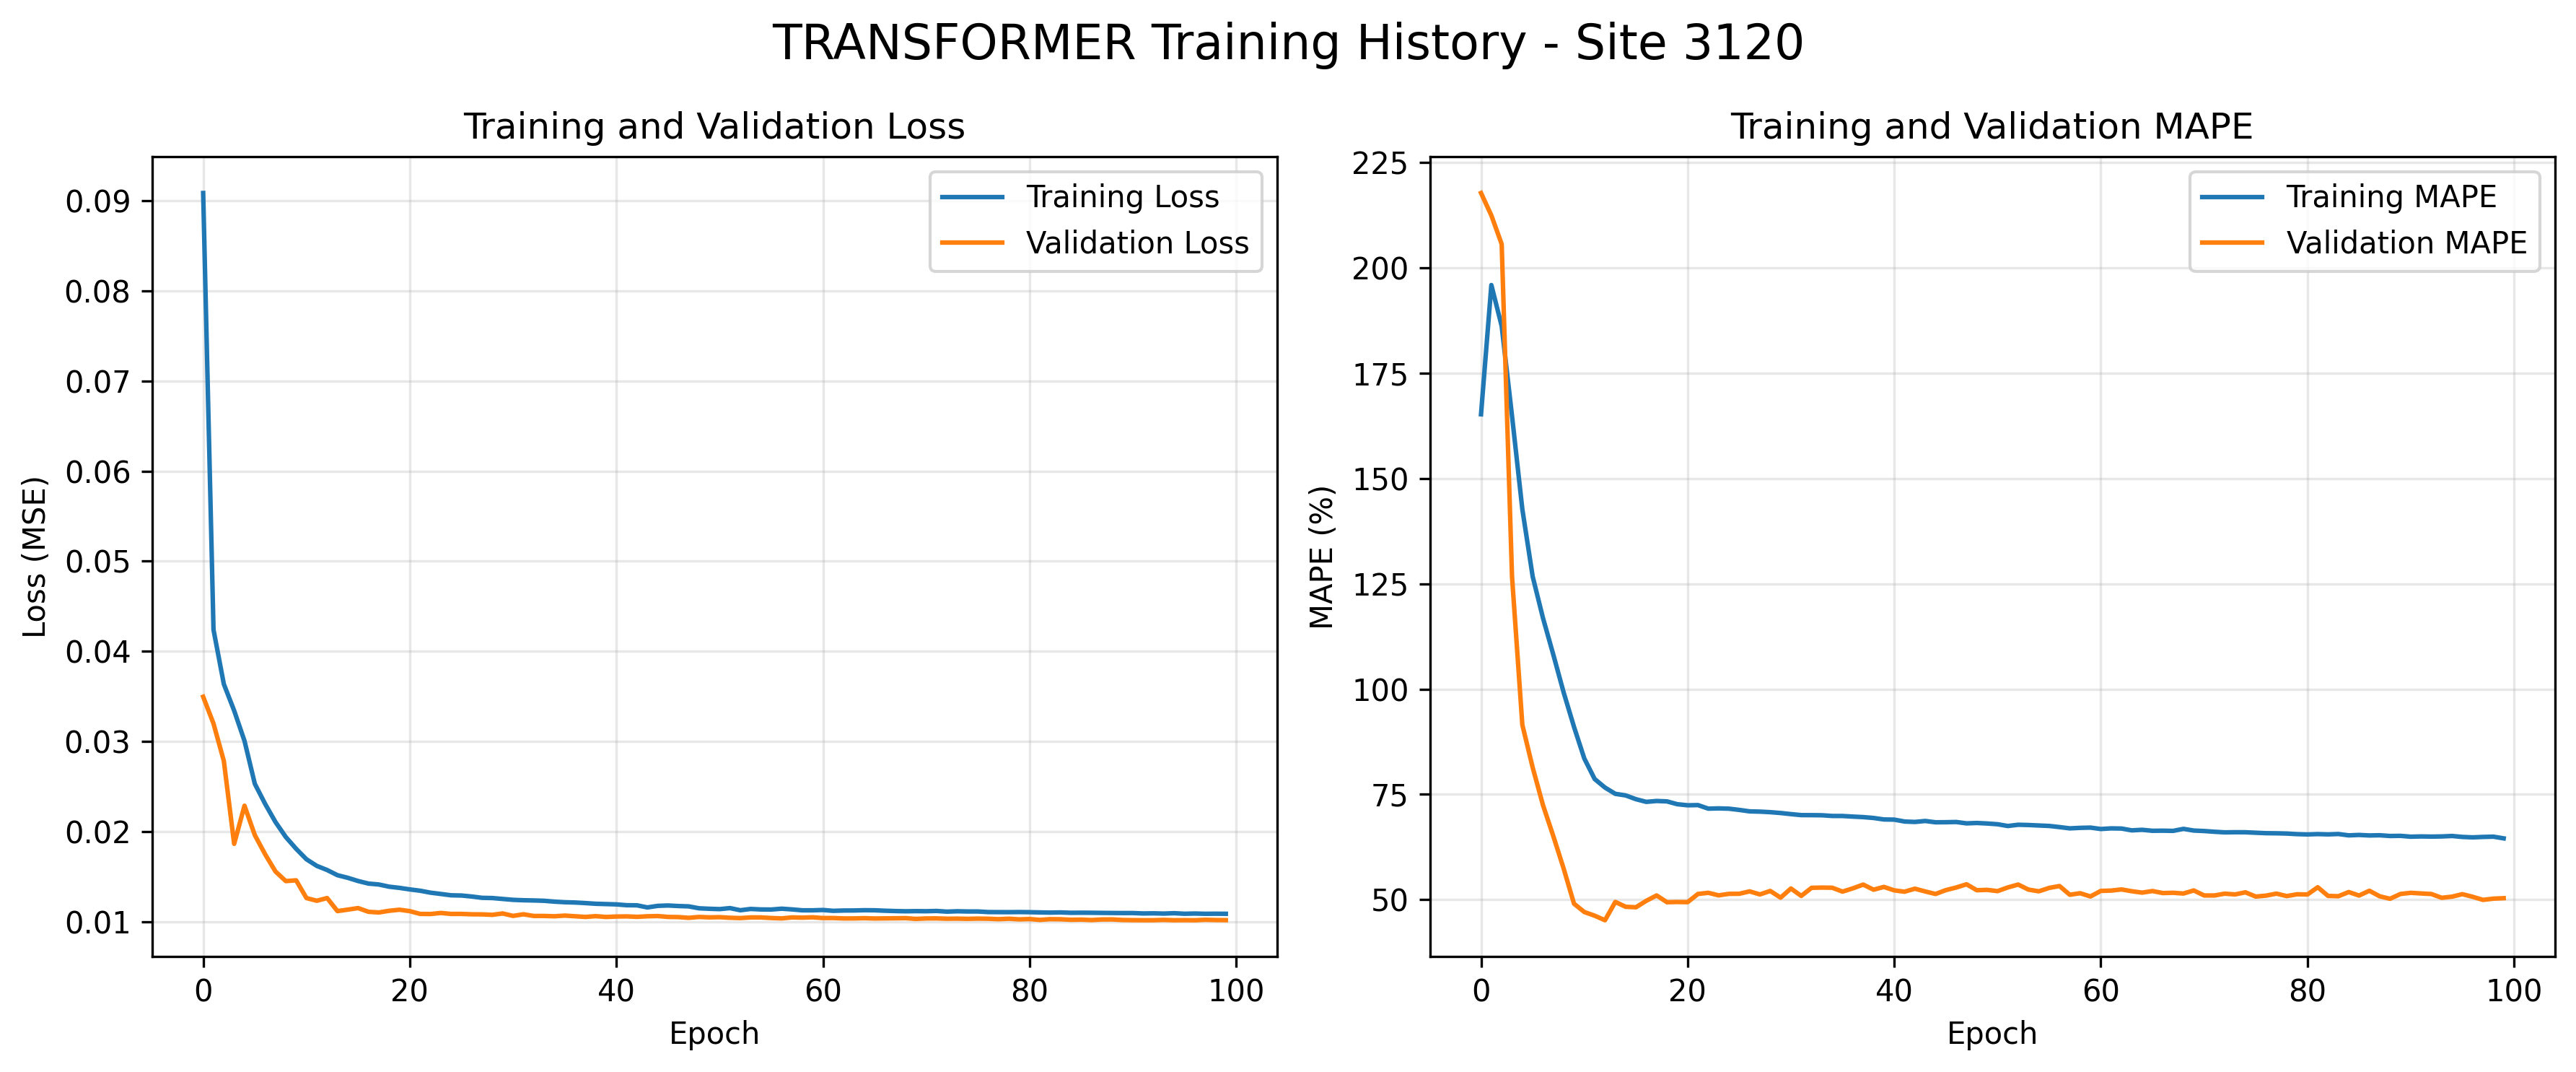 TRANSFORMER Training History - Site 3120
Training and Validation Loss
Training Loss
Validation Loss
0.09
0.08
0.07
0.06
0.05
0.04
0.03
0.02
0.01
Loss (MSE)
0 20 40 60 80 100
Epoch
Training and Validation MAPE
Training MAPE
Validation MAPE
225
200
175
150
125
100
75
50
MAPE (%)
0 20 40 60 80 100
Epoch